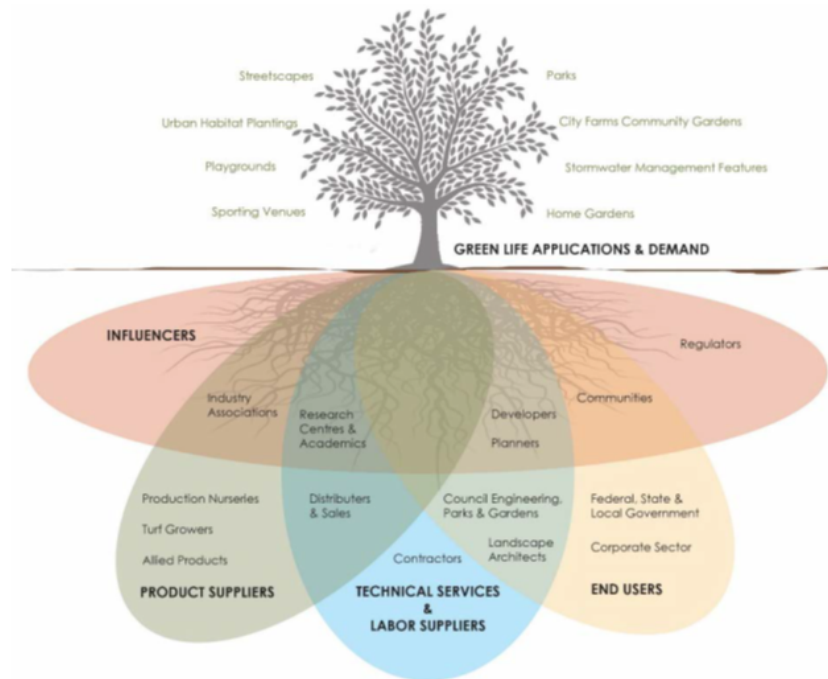 Streetscapes
Parks
Urban Habitat Plantings
City Farms Community Gardens
Playgrounds
Stormwater Management Features
Sporting Venues
Home Gardens
GREEN LIFE APPLICATIONS & DEMAND
INFLUENCERS
Regulators
Industry
Associations
Research
Centres &
Academics
Developers
Planners
Communities
Production Nurseries
Turf Growers
Allied Products
Distributers
& Sales
Council Engineering,
Parks & Gardens
Landscape
Architects
Federal, State &
Local Government
Corporate Sector
Contractors
PRODUCT SUPPLIERS
TECHNICAL SERVICES
&
LABOR SUPPLIERS
END USERS